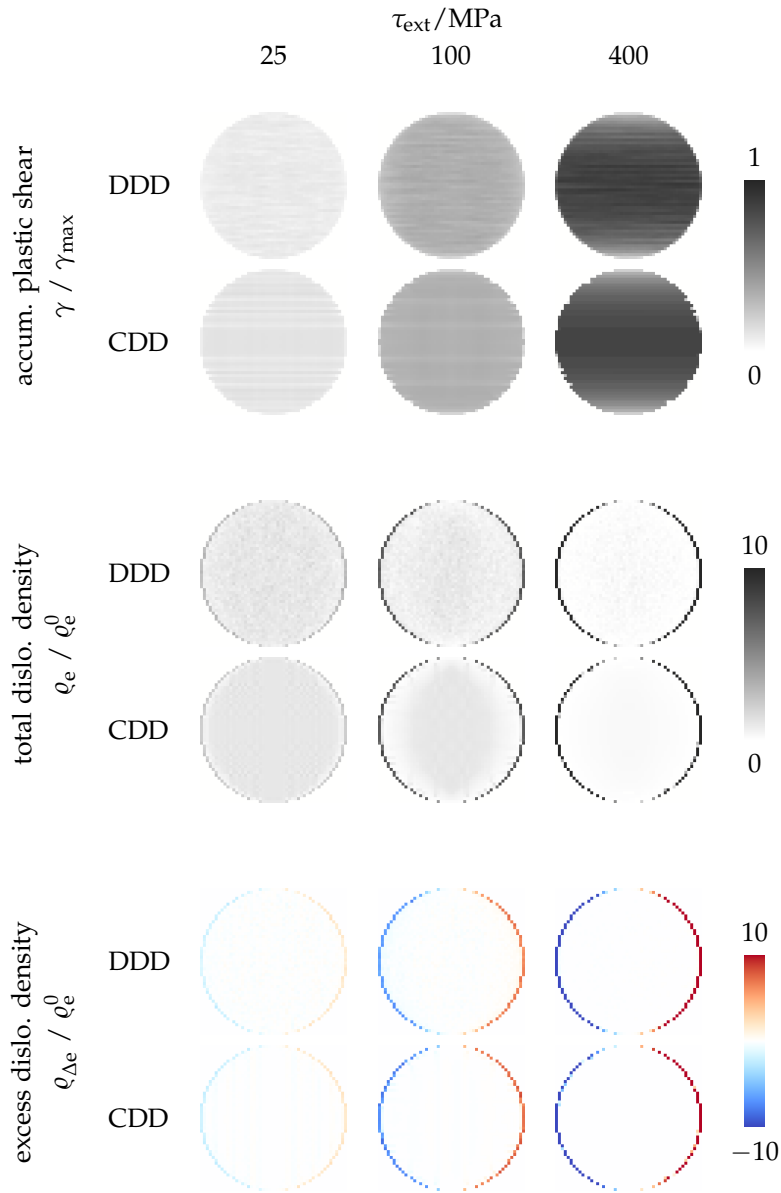 τext/MPa
25 100 400
accum. plastic shear
γ / γmax
DDD
CDD
1
0
total dislo. density
ϱe / ϱe0
DDD
CDD
10
0
excess dislo. density
ϱΔe / ϱe0
DDD
CDD
10
−10